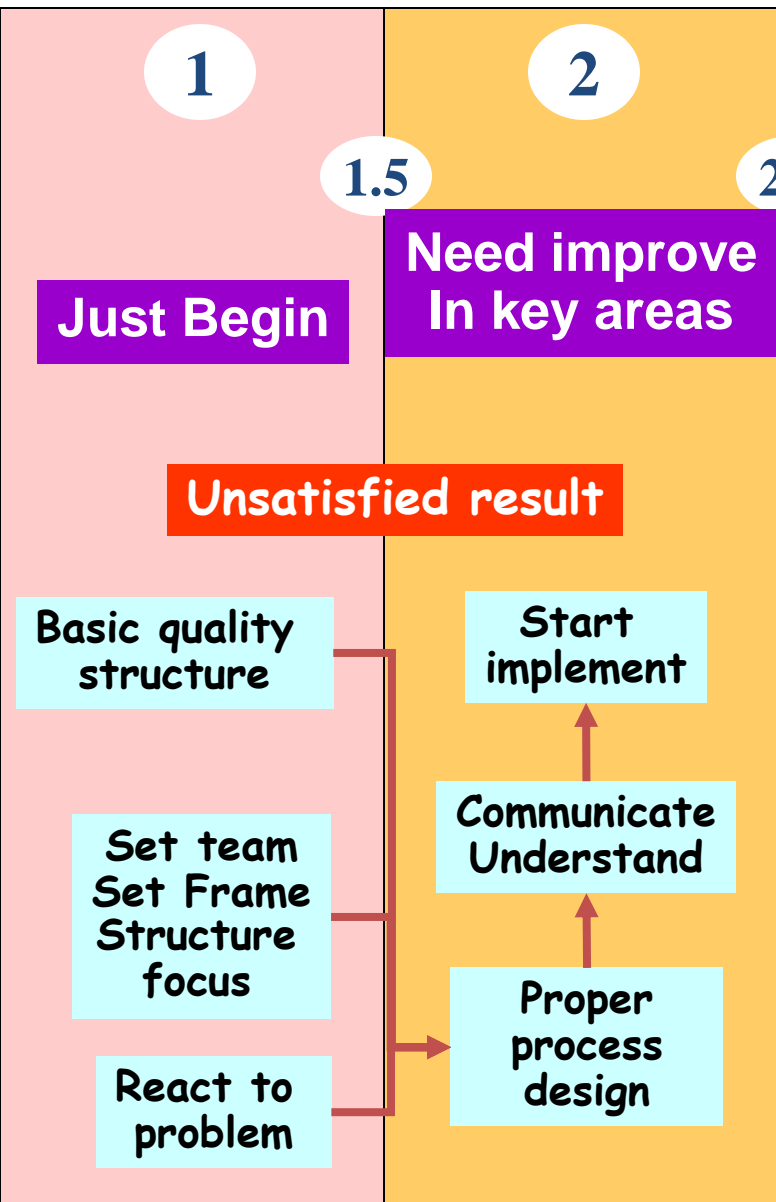 1
2
1.5
2
Just Begin
Need improve
In key areas
Unsatisfied result
Basic quality
structure
Set team
Set Frame
Structure
focus
React to
problem
Start
implement
Communicate
Understand
Proper
process
design